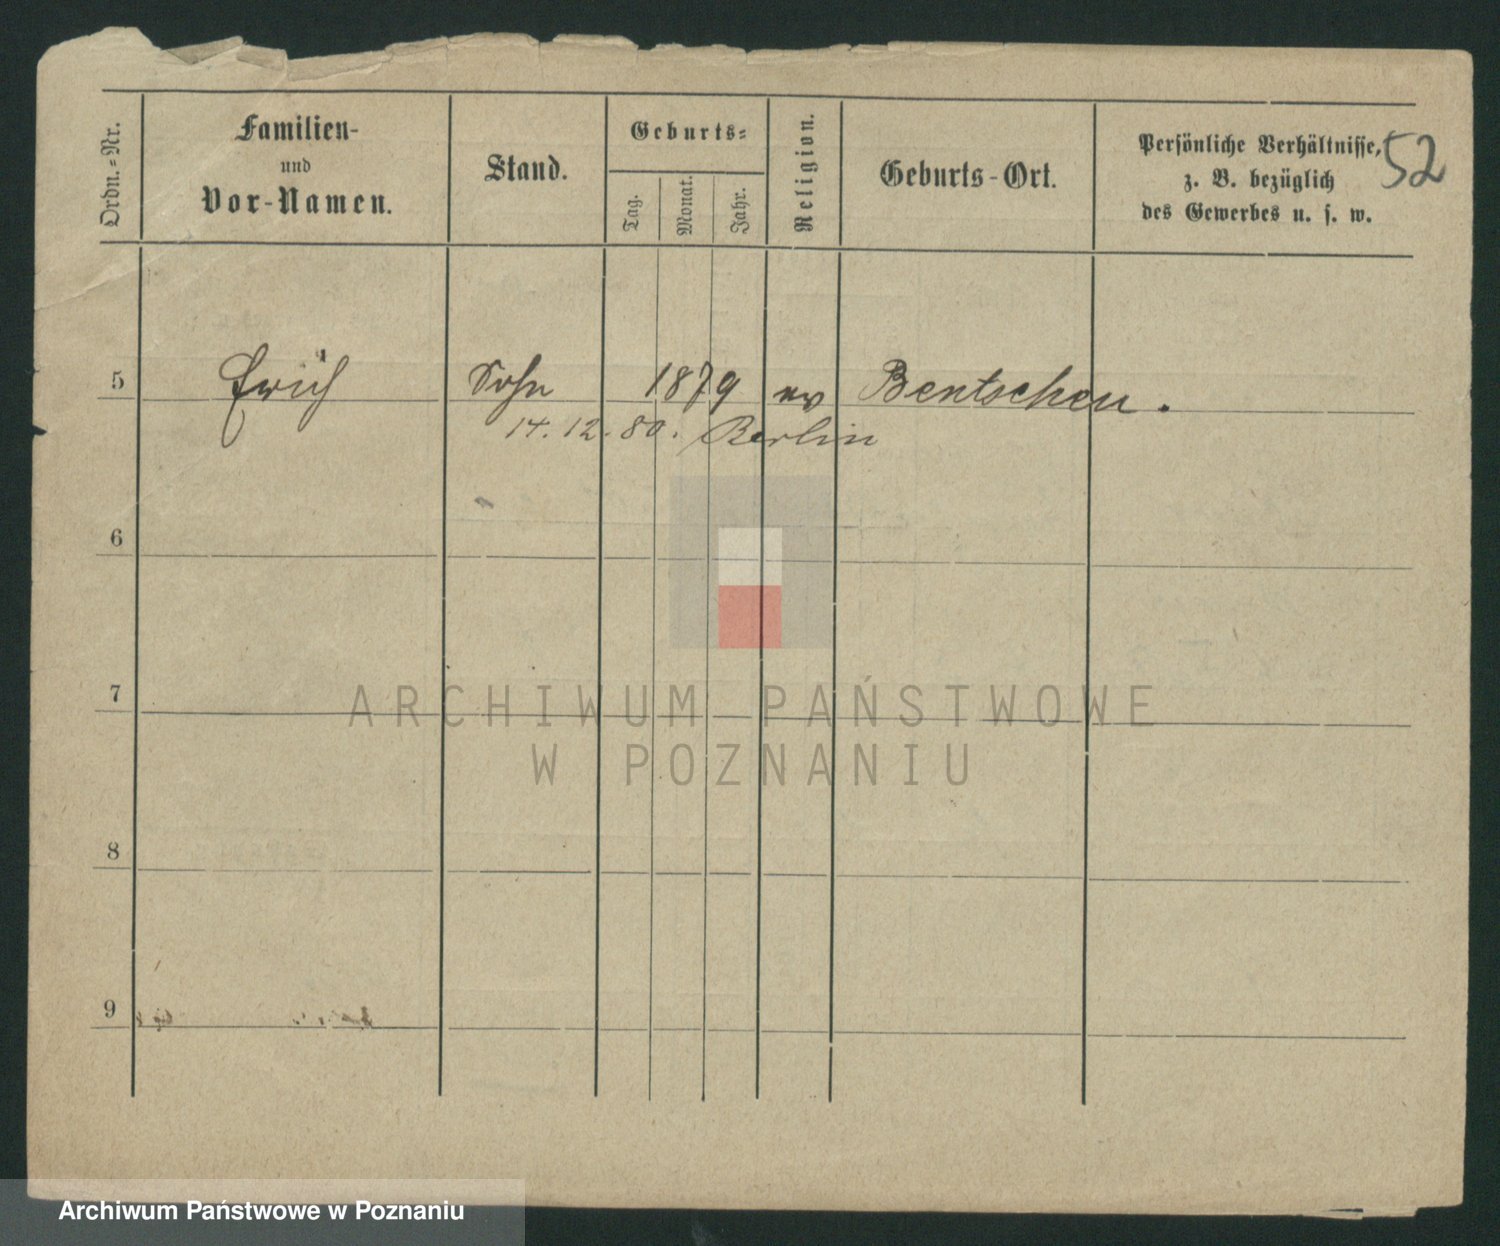 Ordn.-Nr.
Familien-
und
Vor-Namen.
Stand.
Geburts-
Tag.
Monat.
Jahr.
Religion.
Geburts-Ort.
Persönliche Verhältnisse,
z. B. bezüglich
des Gewerbes u. s. w.
52
5 Erich Sohn 1879 ev Bentschen.
14. 12. 80. Berlin
6
7
ARCHIWUM PAŃSTWOWE
W POZNANIU
8
9
Archiwum Państwowe w Poznaniu